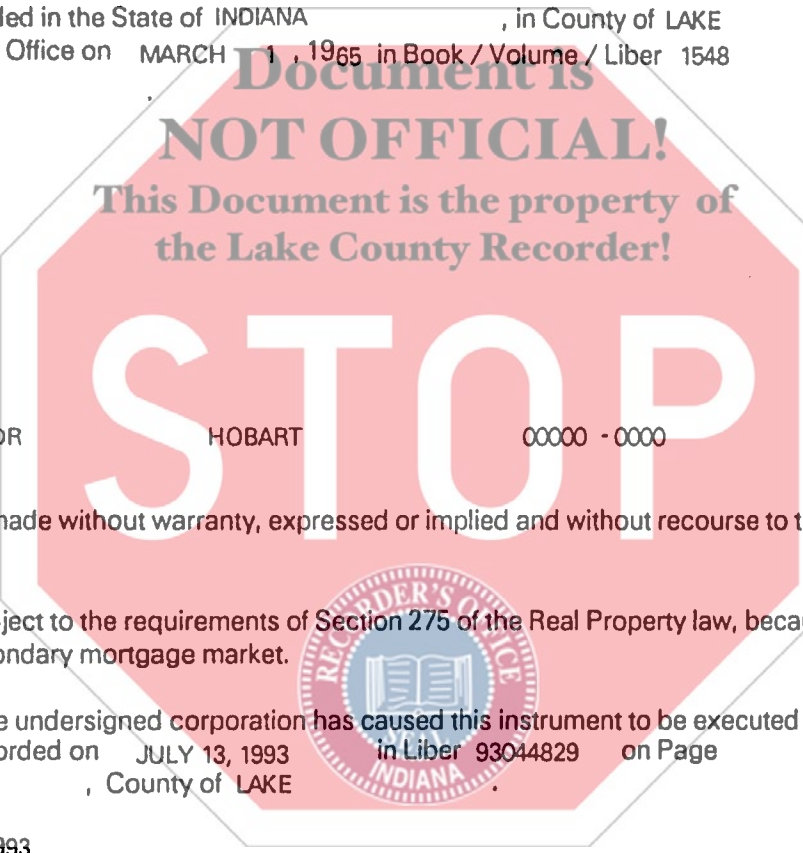 led in the State of INDIANA , in County of LAKE
Office on MARCH 1 , 1965 in Book / Volume / Liber 1548
Document is
.
NOT OFFICIAL!
This Document is the property of
the Lake County Recorder!
STOP
OR HOBART 00000 - 0000
made without warranty, expressed or implied and without recourse to t
RECORDER'S OFFICE
ject to the requirements of Section 275 of the Real Property law, beca
ondary mortgage market.
e undersigned corporation has caused this instrument to be executed
SEAL
orded on JULY 13, 1993 in Liber 93044829 on Page
INDIANA
, County of LAKE .
993